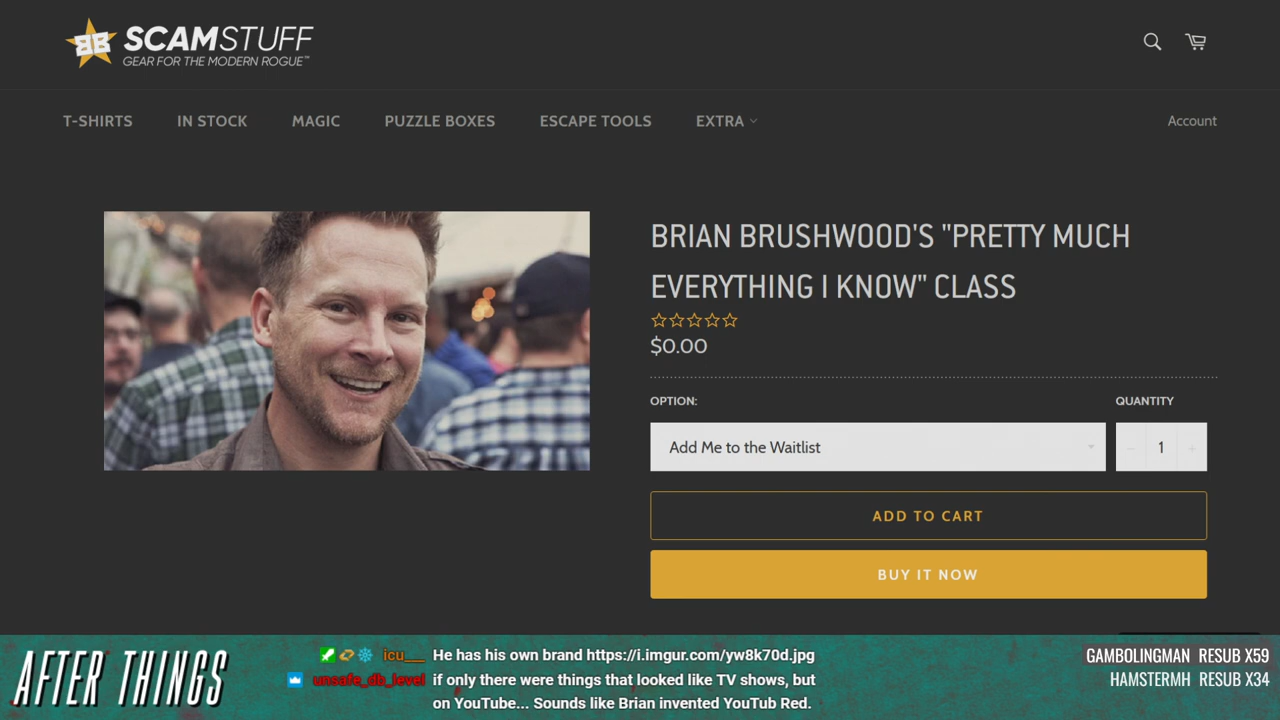 BB SCAMSTUFF
GEAR FOR THE MODERN ROGUE™
T-SHIRTS IN STOCK MAGIC PUZZLE BOXES ESCAPE TOOLS EXTRA Account
BRIAN BRUSHWOOD'S "PRETTY MUCH
EVERYTHING I KNOW" CLASS
$0.00
OPTION: QUANTITY
Add Me to the Waitlist 1
ADD TO CART
BUY IT NOW
AFTER THINGS
icu___ He has his own brand https://i.imgur.com/yw8k70d.jpg
unsafe_db_level if only there were things that looked like TV shows, but
on YouTube... Sounds like Brian invented YouTub Red.
GAMBOLINGMAN RESUB X59
HAMSTERMH RESUB X34